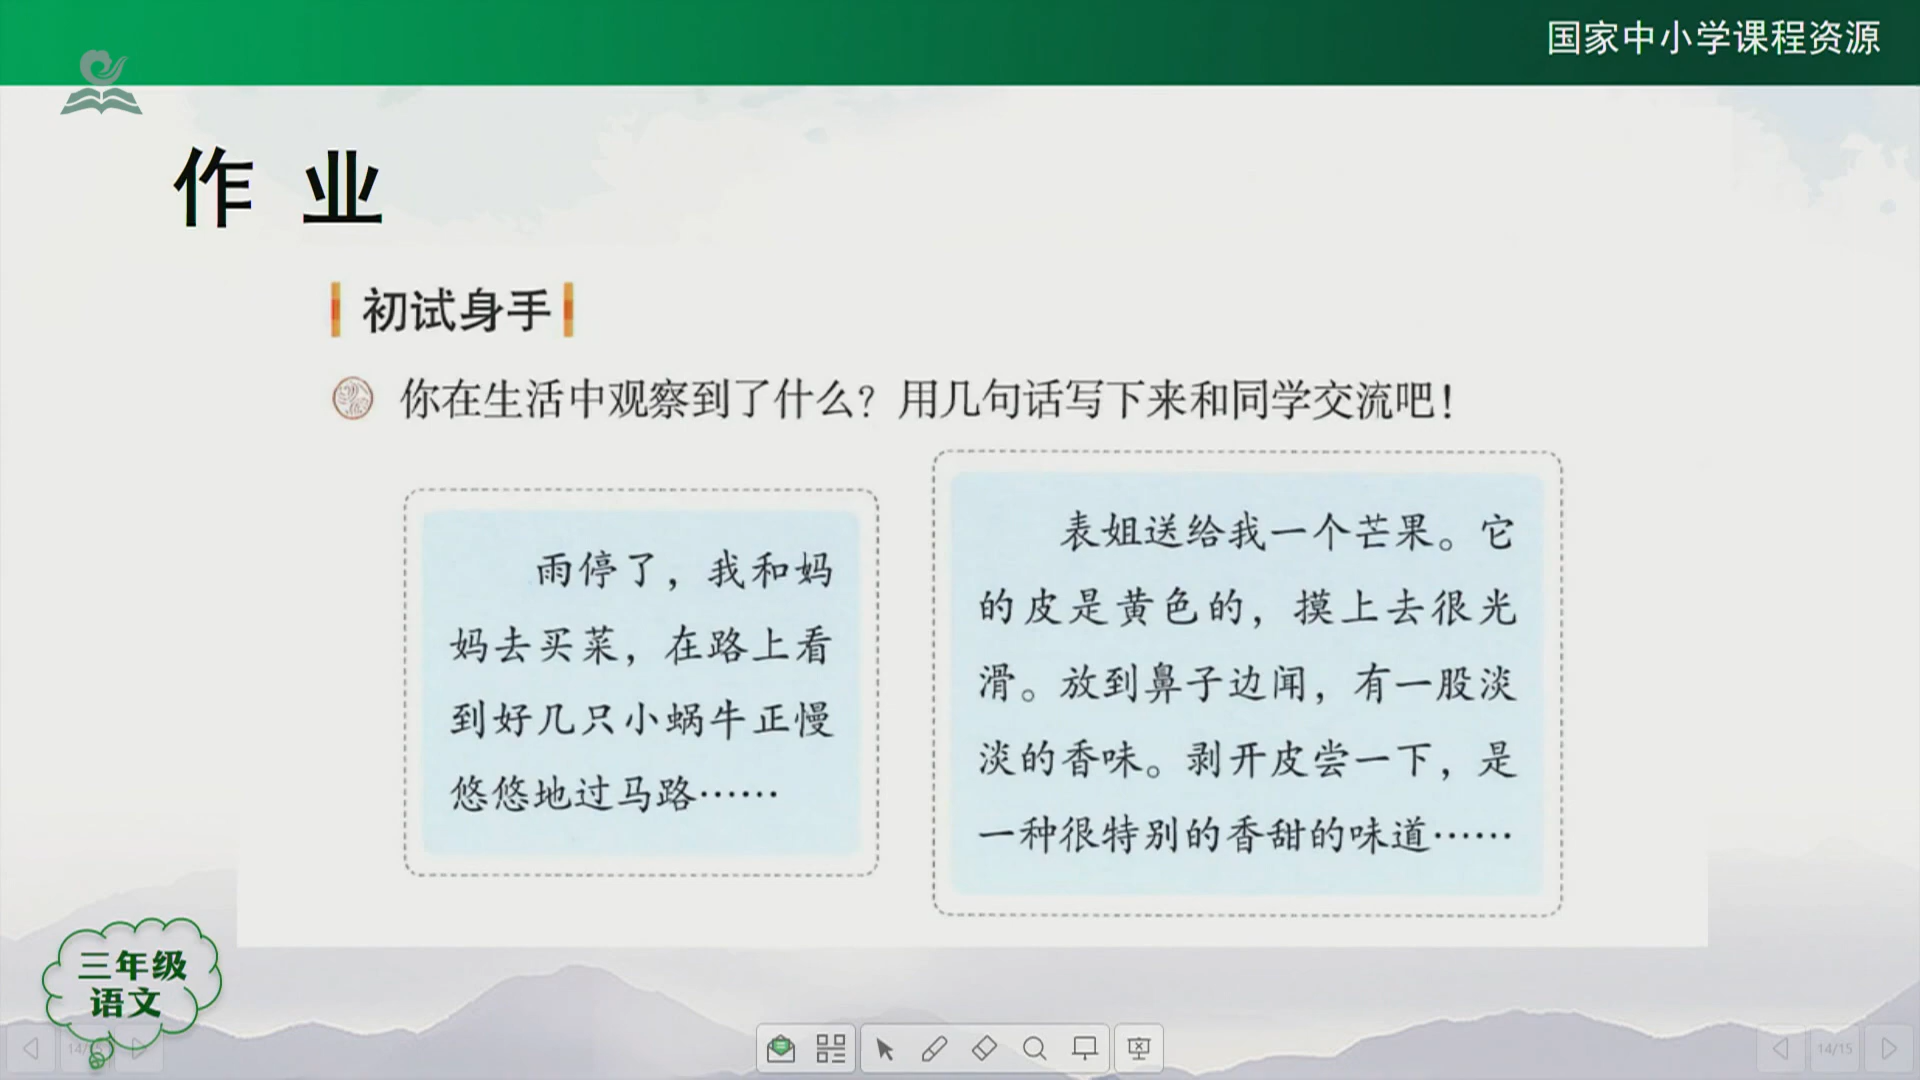 国家中小学课程资源
作 业
初试身手
你在生活中观察到了什么？用几句话写下来和同学交流吧！
雨停了，我和妈
妈去买菜，在路上看
到好几只小蜗牛正慢
悠悠地过马路……
表姐送给我一个芒果。它
的皮是黄色的，摸上去很光
滑。放到鼻子边闻，有一股淡
淡的香味。剥开皮尝一下，是
一种很特别的香甜的味道……
三年级
语文
14/15